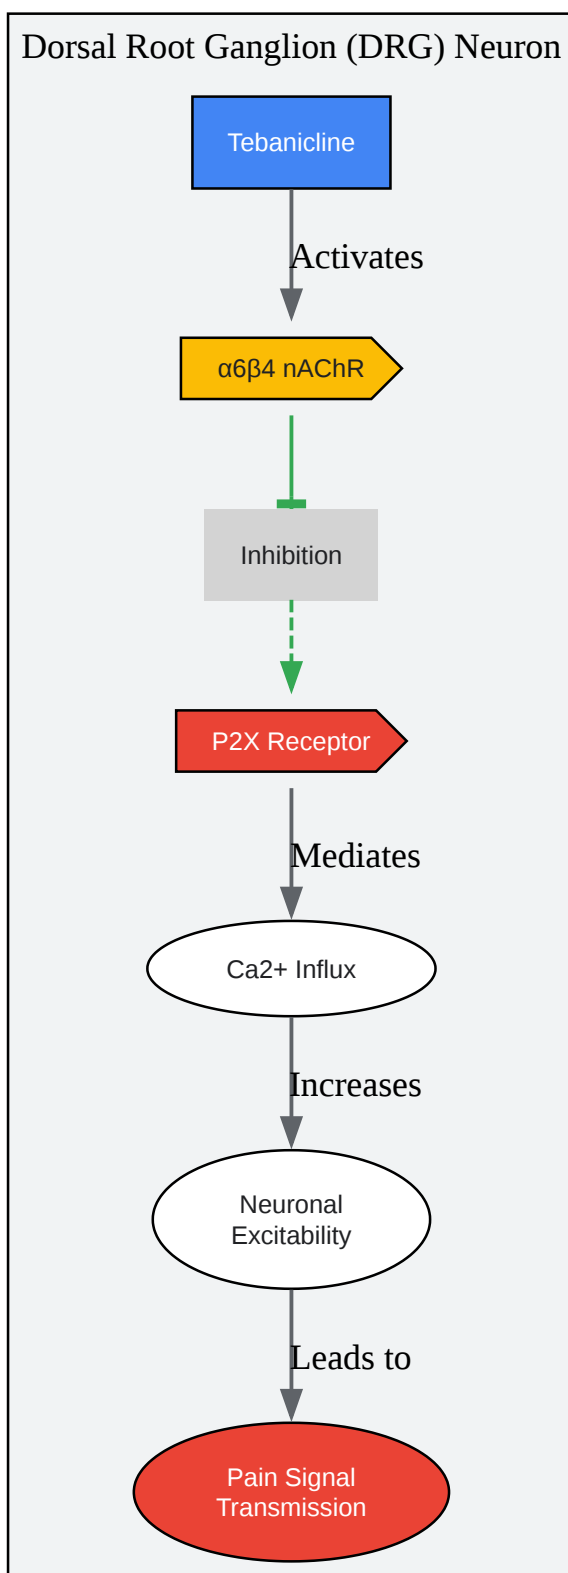 Dorsal Root Ganglion (DRG) Neuron
Tebanicline
Activates
α6β4 nAChR
Inhibition
P2X Receptor
Mediates
Ca2+ Influx
Increases
Neuronal
Excitability
Leads to
Pain Signal
Transmission